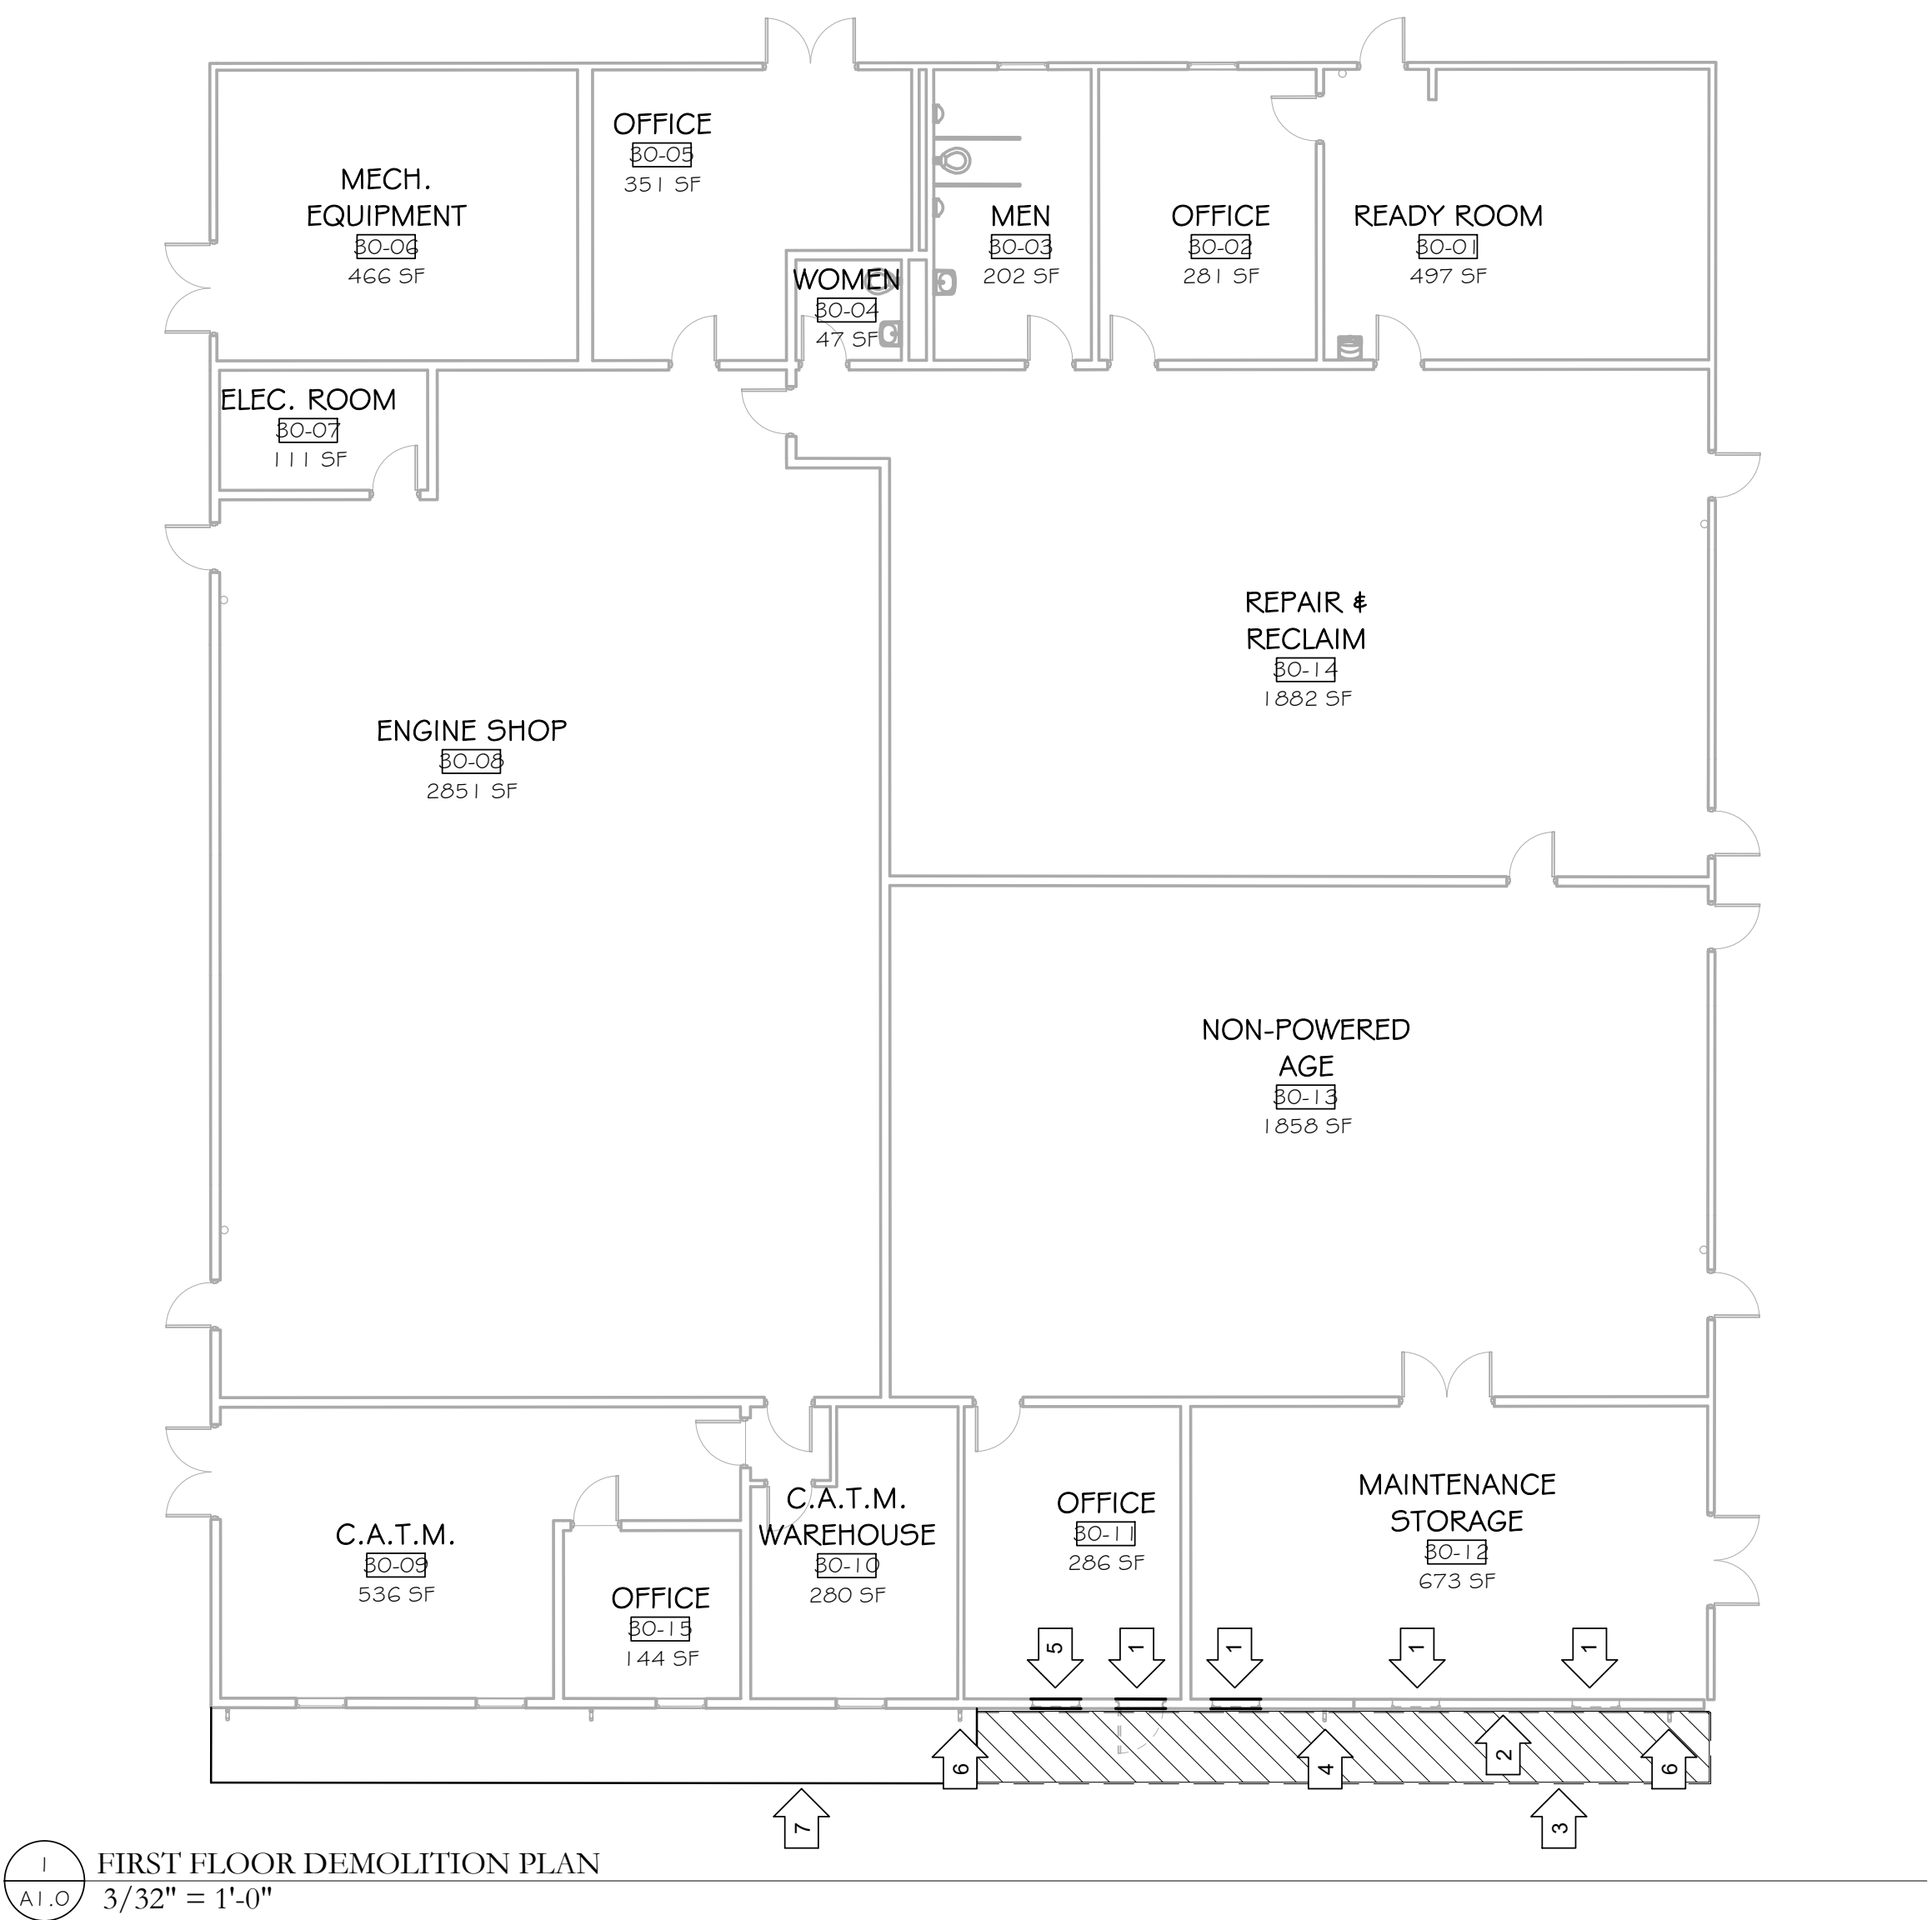 OFFICE
30-05
351 SF
MECH.
EQUIPMENT
30-06
466 SF
MEN
30-03
202 SF
OFFICE
30-02
281 SF
READY ROOM
30-01
497 SF
WOMEN
30-04
47 SF
ELEC. ROOM
30-07
111 SF
REPAIR &
RECLAIM
30-14
1882 SF
ENGINE SHOP
30-08
2851 SF
NON-POWERED
AGE
30-13
1858 SF
C.A.T.M.
30-09
536 SF
OFFICE
30-15
144 SF
C.A.T.M.
WAREHOUSE
30-10
280 SF
OFFICE
30-11
286 SF
MAINTENANCE
STORAGE
30-12
673 SF
5
1
1
1
1
6
4
2
6
7
3
1
A1.0
FIRST FLOOR DEMOLITION PLAN
3/32" = 1'-0"